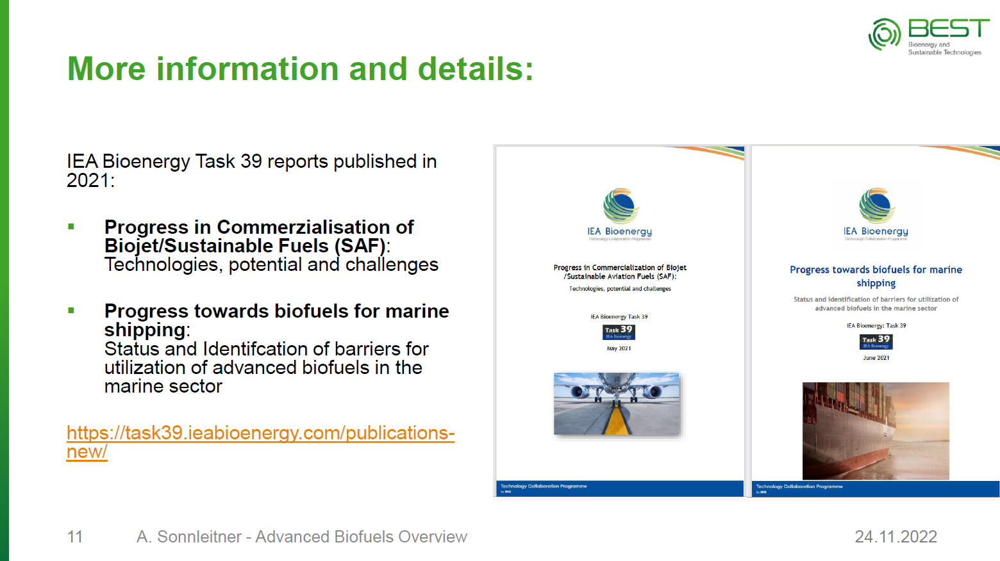 BEST
Bioenergy and
Sustainable Technologies
More information and details:
IEA Bioenergy Task 39 reports published in
2021:
▪ Progress in Commerzialisation of
Biojet/Sustainable Fuels (SAF):
Technologies, potential and challenges
▪ Progress towards biofuels for marine
shipping:
Status and Identifcation of barriers for
utilization of advanced biofuels in the
marine sector
https://task39.ieabioenergy.com/publications-
new/
IEA Bioenergy
Technology Collaboration Programme
Progress in Commercialization of Biojet
/Sustainable Aviation Fuels (SAF):
Technologies, potential and challenges
IEA Bioenergy Task 39
Task 39
IEA Bioenergy
May 2021
Technology Collaboration Programme
by IEA
IEA Bioenergy
Technology Collaboration Programme
Progress towards biofuels for marine
shipping
Status and identification of barriers for utilization of
advanced biofuels in the marine sector
IEA Bioenergy: Task 39
Task 39
IEA Bioenergy
June 2021
Technology Collaboration Programme
by IEA
11
A. Sonnleitner - Advanced Biofuels Overview
24.11.2022